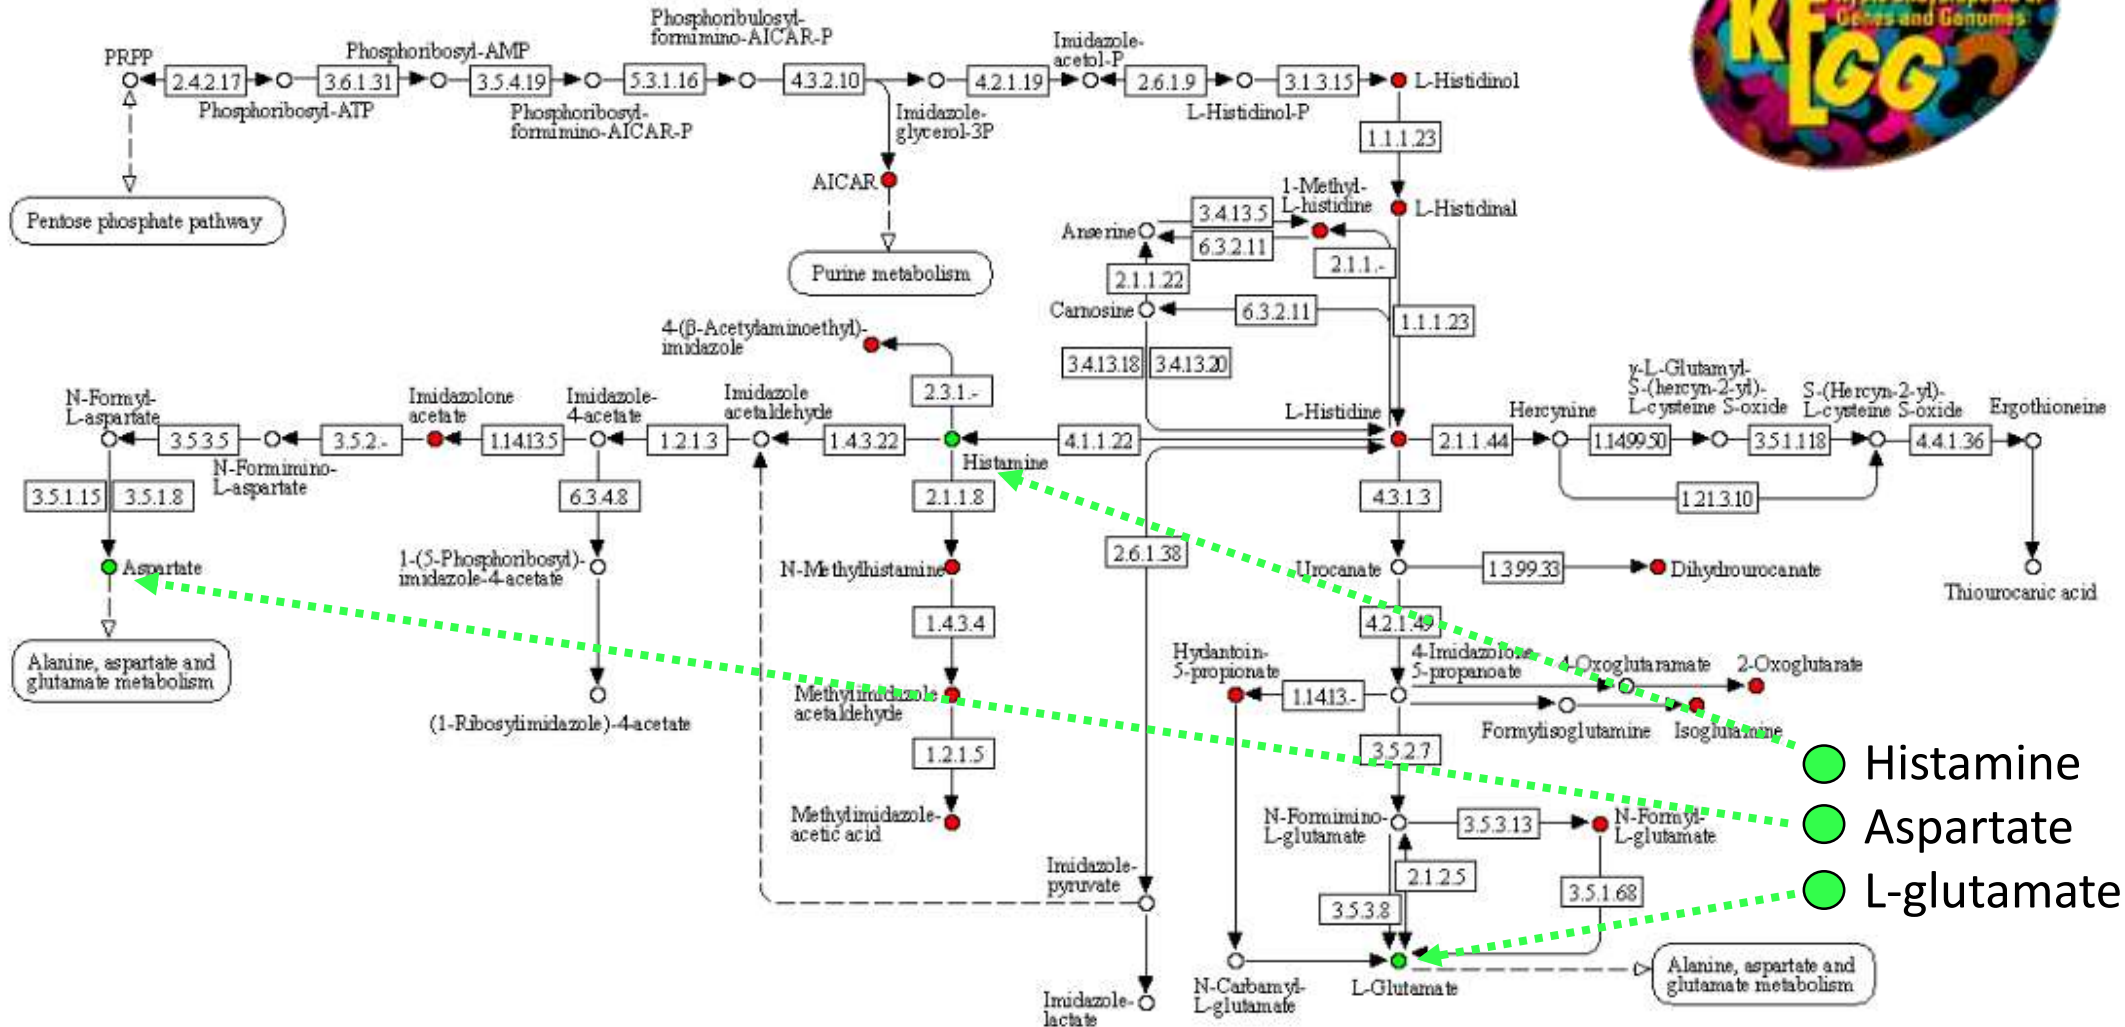 Kyoto Encyclopedia of
Genes and Genomes
KEGG
Phosphoribulosyl-
formimino-AICAR-P
Phosphoribosyl-AMP
Imidazole-
acetol-P
PRPP
2.4.2.17
3.6.1.31
3.5.4.19
5.3.1.16
4.3.2.10
4.2.1.19
2.6.1.9
3.1.3.15
L-Histidinol
Phosphoribosyl-ATP
Phosphoribosyl-
formimino-AICAR-P
Imidazole-
glycerol-3P
L-Histidinol-P
1.1.1.23
AICAR
1-Methyl-
L-histidine
L-Histidinal
Pentose phosphate pathway
Anserine
3.4.13.5
6.3.2.11
2.1.1.-
Purine metabolism
2.1.1.22
Carnosine
6.3.2.11
1.1.1.23
4-(β-Acetylaminoethyl)-
imidazole
3.4.13.18
3.4.13.20
2.3.1.-
N-Formyl-
L-aspartate
Imidazolone
acetate
Imidazole-
4-acetate
Imidazole
acetaldehyde
L-Histidine
Hercynine
γ-L-Glutamyl-
S-(hercyn-2-yl)-
L-cysteine S-oxide
S-(Hercyn-2-yl)-
L-cysteine S-oxide
Ergothioneine
3.5.3.5
3.5.2.-
1.14.13.5
1.2.1.3
1.4.3.22
4.1.1.22
2.1.1.44
1.14.99.50
3.5.1.118
4.4.1.36
N-Formimino-
L-aspartate
Histamine
3.5.1.15
3.5.1.8
6.3.4.8
2.1.1.8
4.3.1.3
1.21.3.10
2.6.1.38
Aspartate
1-(5-Phosphoribosyl)-
imidazole-4-acetate
N-Methylhistamine
Urocanate
1.3.99.33
Dihydrourocanate
Thiourocanic acid
1.4.3.4
4.2.1.49
Alanine, aspartate and
glutamate metabolism
Hydantoin-
5-propionate
4-Imidazolone
5-propanoate
4-Oxoglutaramate
2-Oxoglutarate
Methylimidazole
acetaldehyde
1.14.13.-
(1-Ribosylimidazole)-4-acetate
Formylisoglutamine
Isoglutamine
1.2.1.5
3.5.2.7
Histamine
Methylimidazole-
acetic acid
N-Formimino-
L-glutamate
3.5.3.13
N-Formyl-
L-glutamate
Aspartate
Imidazole-
pyruvate
2.1.2.5
3.5.3.8
3.5.1.68
L-glutamate
N-Carbamyl-
L-glutamate
L-Glutamate
Alanine, aspartate and
glutamate metabolism
Imidazole-
lactate